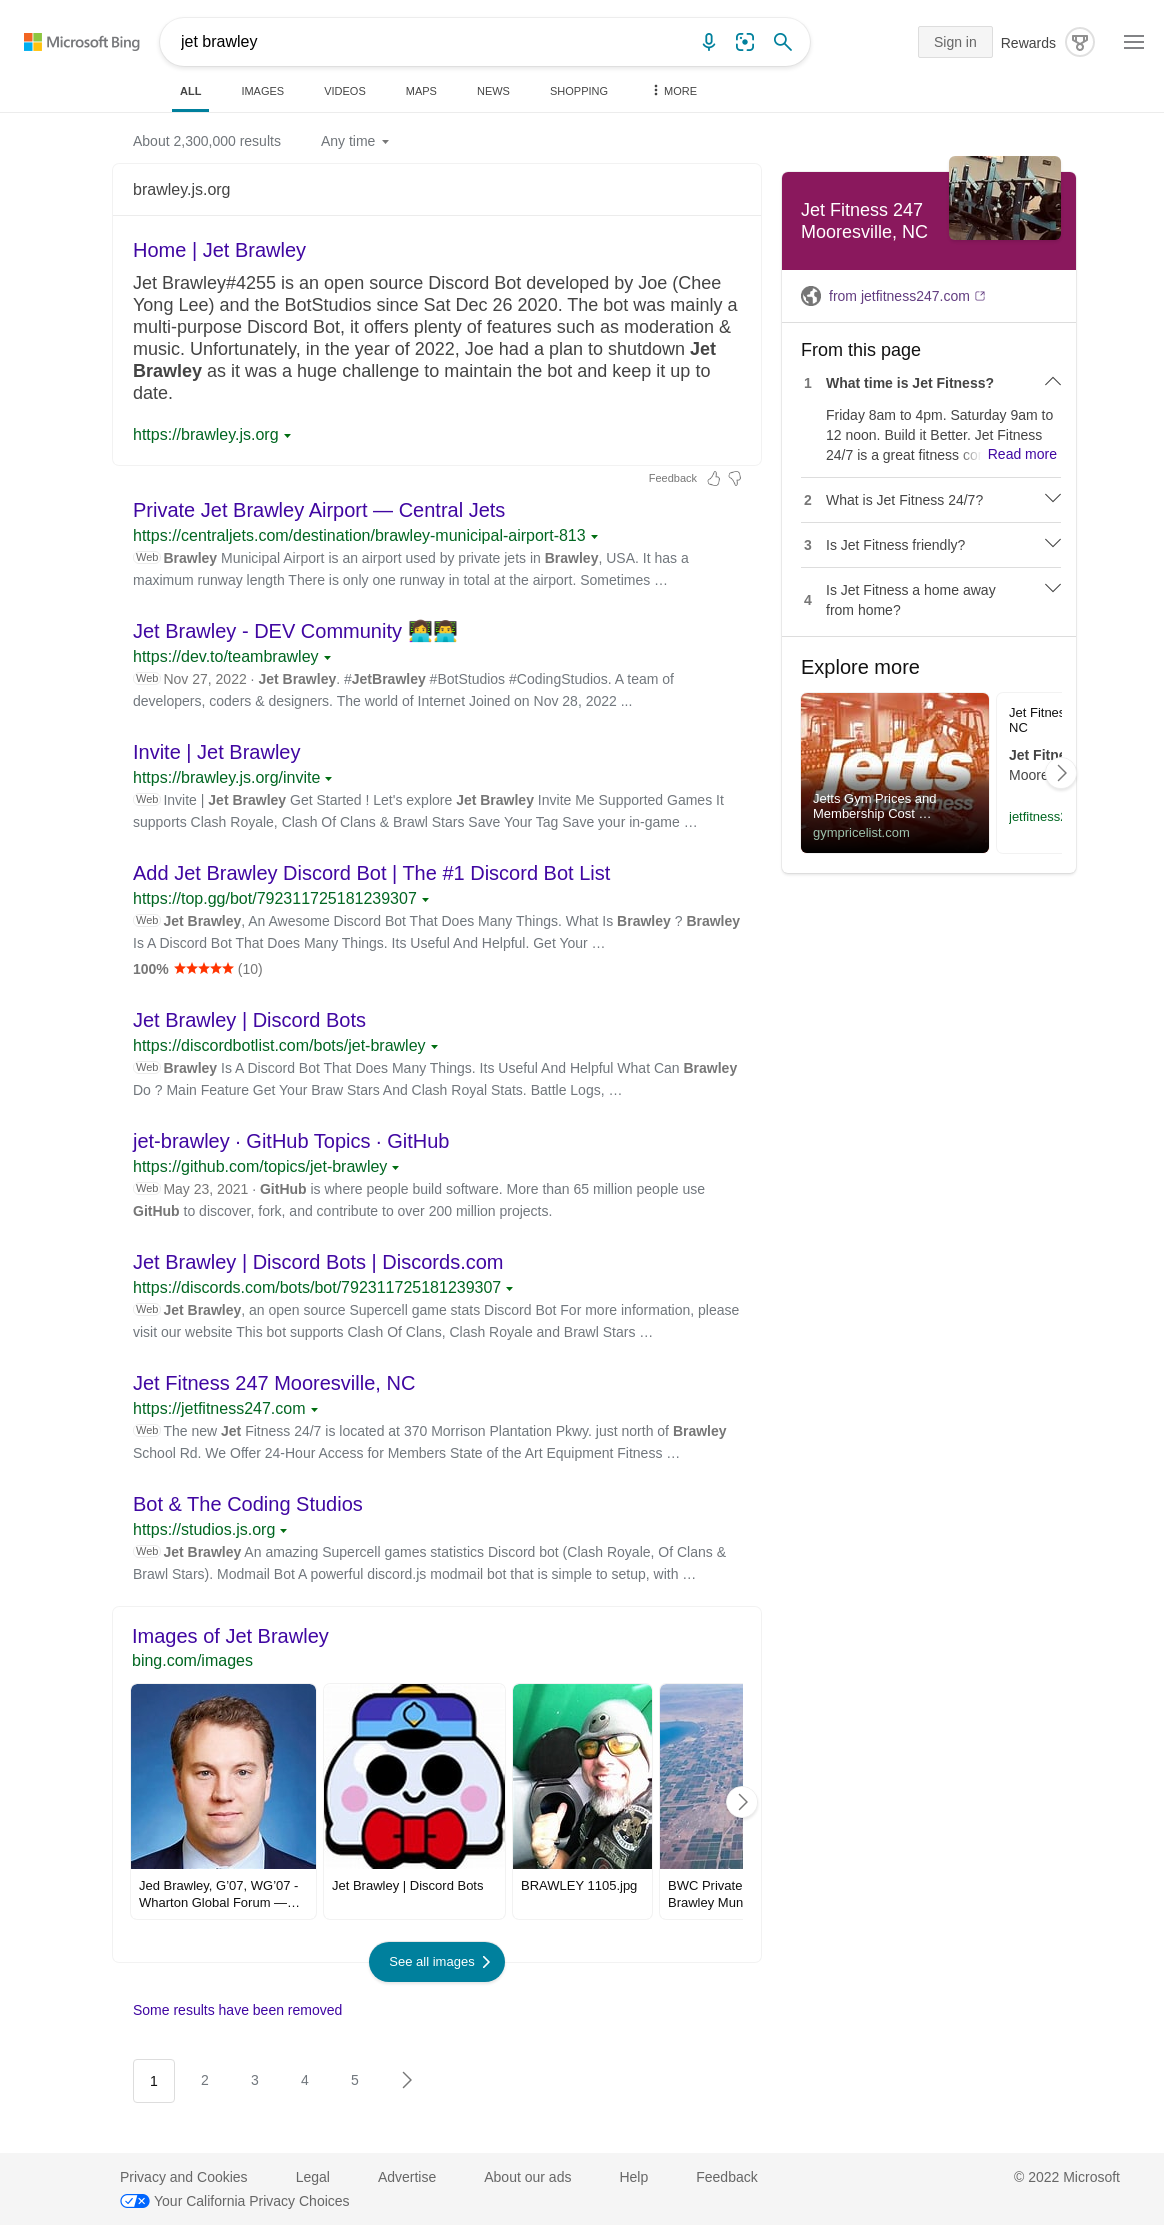 Microsoft Bing
jet brawley
Sign in
Rewards
ALL
IMAGES
VIDEOS
MAPS
NEWS
SHOPPING
MORE
About 2,300,000 results
Any time
brawley.js.org
Home | Jet Brawley
Jet Brawley#4255 is an open source Discord Bot developed by Joe (Chee
Yong Lee) and the BotStudios since Sat Dec 26 2020. The bot was mainly a
multi-purpose Discord Bot, it offers plenty of features such as moderation &
music. Unfortunately, in the year of 2022, Joe had a plan to shutdown Jet
Brawley as it was a huge challenge to maintain the bot and keep it up to
date.
https://brawley.js.org
Feedback
Private Jet Brawley Airport — Central Jets
https://centraljets.com/destination/brawley-municipal-airport-813
Web Brawley Municipal Airport is an airport used by private jets in Brawley, USA. It has a
maximum runway length There is only one runway in total at the airport. Sometimes …
Jet Brawley - DEV Community 👩‍💻👨‍💻
https://dev.to/teambrawley
Web Nov 27, 2022 · Jet Brawley. #JetBrawley #BotStudios #CodingStudios. A team of
developers, coders & designers. The world of Internet Joined on Nov 28, 2022 ...
Invite | Jet Brawley
https://brawley.js.org/invite
Web Invite | Jet Brawley Get Started ! Let's explore Jet Brawley Invite Me Supported Games It
supports Clash Royale, Clash Of Clans & Brawl Stars Save Your Tag Save your in-game …
Add Jet Brawley Discord Bot | The #1 Discord Bot List
https://top.gg/bot/792311725181239307
Web Jet Brawley, An Awesome Discord Bot That Does Many Things. What Is Brawley ? Brawley
Is A Discord Bot That Does Many Things. Its Useful And Helpful. Get Your …
100% ★★★★★ (10)
Jet Brawley | Discord Bots
https://discordbotlist.com/bots/jet-brawley
Web Brawley Is A Discord Bot That Does Many Things. Its Useful And Helpful What Can Brawley
Do ? Main Feature Get Your Braw Stars And Clash Royal Stats. Battle Logs, …
jet-brawley · GitHub Topics · GitHub
https://github.com/topics/jet-brawley
Web May 23, 2021 · GitHub is where people build software. More than 65 million people use
GitHub to discover, fork, and contribute to over 200 million projects.
Jet Brawley | Discord Bots | Discords.com
https://discords.com/bots/bot/792311725181239307
Web Jet Brawley, an open source Supercell game stats Discord Bot For more information, please
visit our website This bot supports Clash Of Clans, Clash Royale and Brawl Stars …
Jet Fitness 247 Mooresville, NC
https://jetfitness247.com
Web The new Jet Fitness 24/7 is located at 370 Morrison Plantation Pkwy. just north of Brawley
School Rd. We Offer 24-Hour Access for Members State of the Art Equipment Fitness …
Bot & The Coding Studios
https://studios.js.org
Web Jet Brawley An amazing Supercell games statistics Discord bot (Clash Royale, Of Clans &
Brawl Stars). Modmail Bot A powerful discord.js modmail bot that is simple to setup, with …
Images of Jet Brawley
bing.com/images
Jed Brawley, G’07, WG’07 -
Wharton Global Forum —…
Jet Brawley | Discord Bots
BRAWLEY 1105.jpg
BWC Private
Brawley Mun
See all images
Some results have been removed
1
2
3
4
5
Jet Fitness 247
Mooresville, NC
from jetfitness247.com
From this page
1 What time is Jet Fitness?
Friday 8am to 4pm. Saturday 9am to
12 noon. Build it Better. Jet Fitness
24/7 is a great fitness co Read more
2 What is Jet Fitness 24/7?
3 Is Jet Fitness friendly?
4 Is Jet Fitness a home away
from home?
Explore more
jetts
24 hour fitness
Jetts Gym Prices and
Membership Cost …
gympricelist.com
Jet Fitnes
NC
Jet Fitne
Moore
jetfitness2
Privacy and Cookies
Legal
Advertise
About our ads
Help
Feedback
© 2022 Microsoft
Your California Privacy Choices